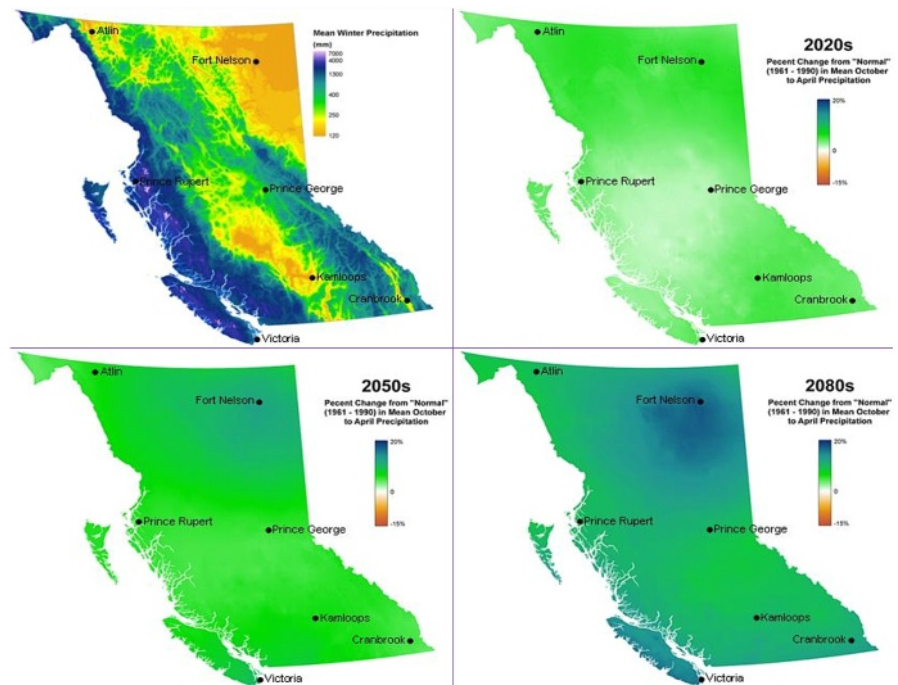 Mean Winter Precipitation
(mm)
7000
4000
1300
400
250
120
Atlin
Fort Nelson
Prince Rupert
Prince George
Kamloops
Cranbrook
Victoria
2020s
Pecent Change from "Normal"
(1961 - 1990) in Mean October
to April Precipitation
20%
0
-15%
Atlin
Fort Nelson
Prince Rupert
Prince George
Kamloops
Cranbrook
Victoria
2050s
Pecent Change from "Normal"
(1961 - 1990) in Mean October
to April Precipitation
20%
0
-15%
Atlin
Fort Nelson
Prince Rupert
Prince George
Kamloops
Cranbrook
Victoria
2080s
Pecent Change from "Normal"
(1961 - 1990) in Mean October
to April Precipitation
20%
0
-15%
Atlin
Fort Nelson
Prince Rupert
Prince George
Kamloops
Cranbrook
Victoria